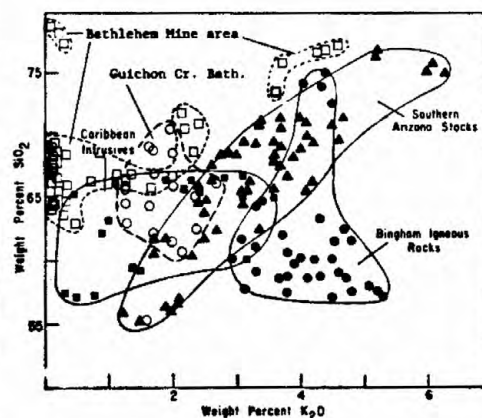 Bethlehem Mine area
75
Guichon Cr. Bath.
Southern
Arizona Stocks
Caribbean
Intrusives
Weight Percent SiO2
65
Bingham Igneous
Rocks
55
0
2
4
6
Weight Percent K2O